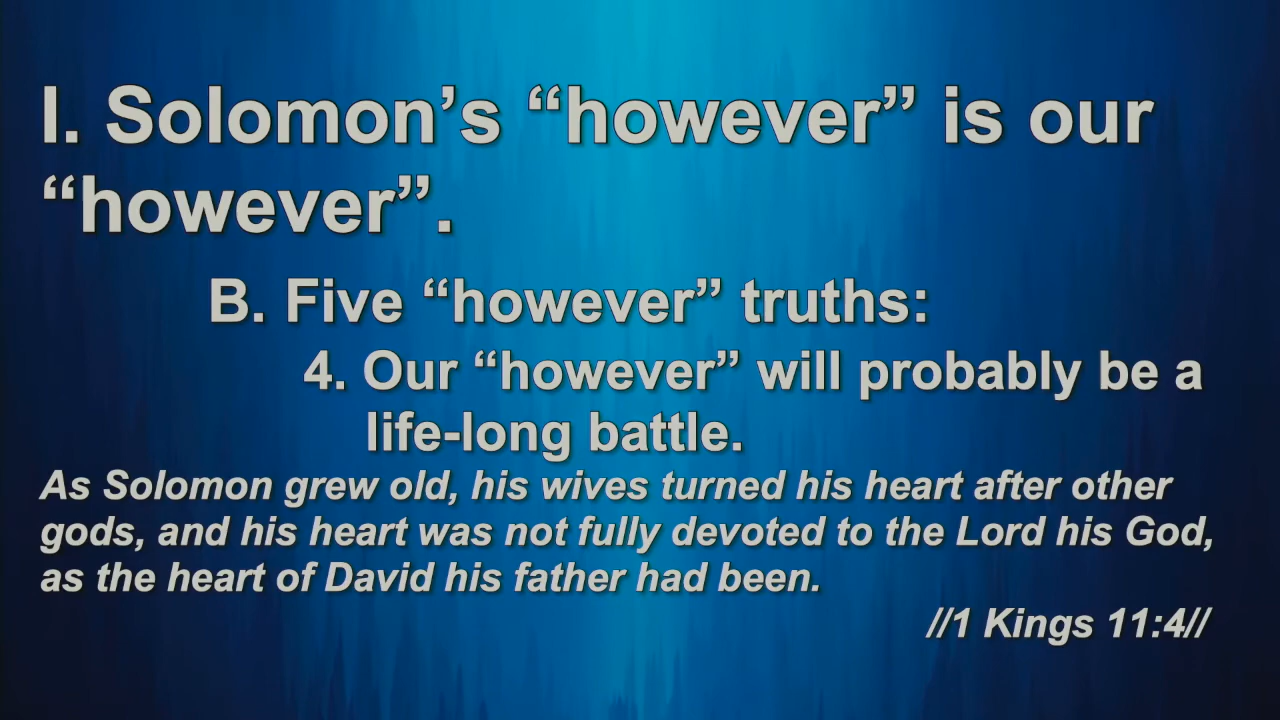 I. Solomon’s “however” is our
“however”.
B. Five “however” truths:
4. Our “however” will probably be a
life-long battle.
As Solomon grew old, his wives turned his heart after other
gods, and his heart was not fully devoted to the Lord his God,
as the heart of David his father had been.
//1 Kings 11:4//